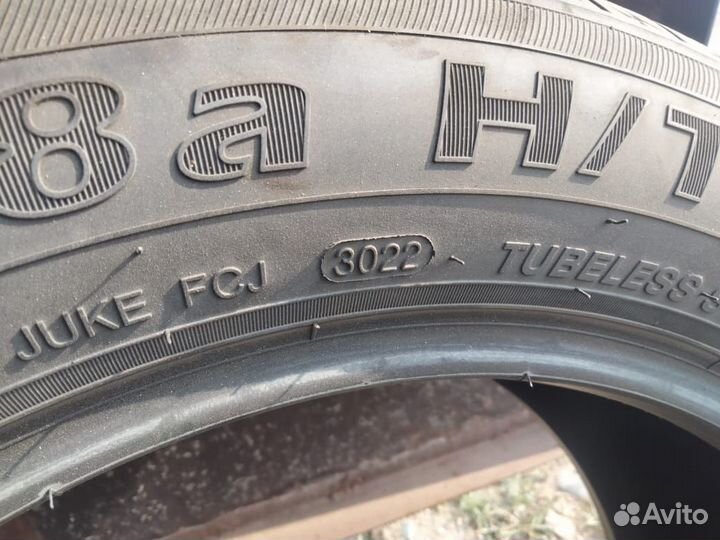 8a H/T
JUKE FCJ 3022 TUBELESS
Avito